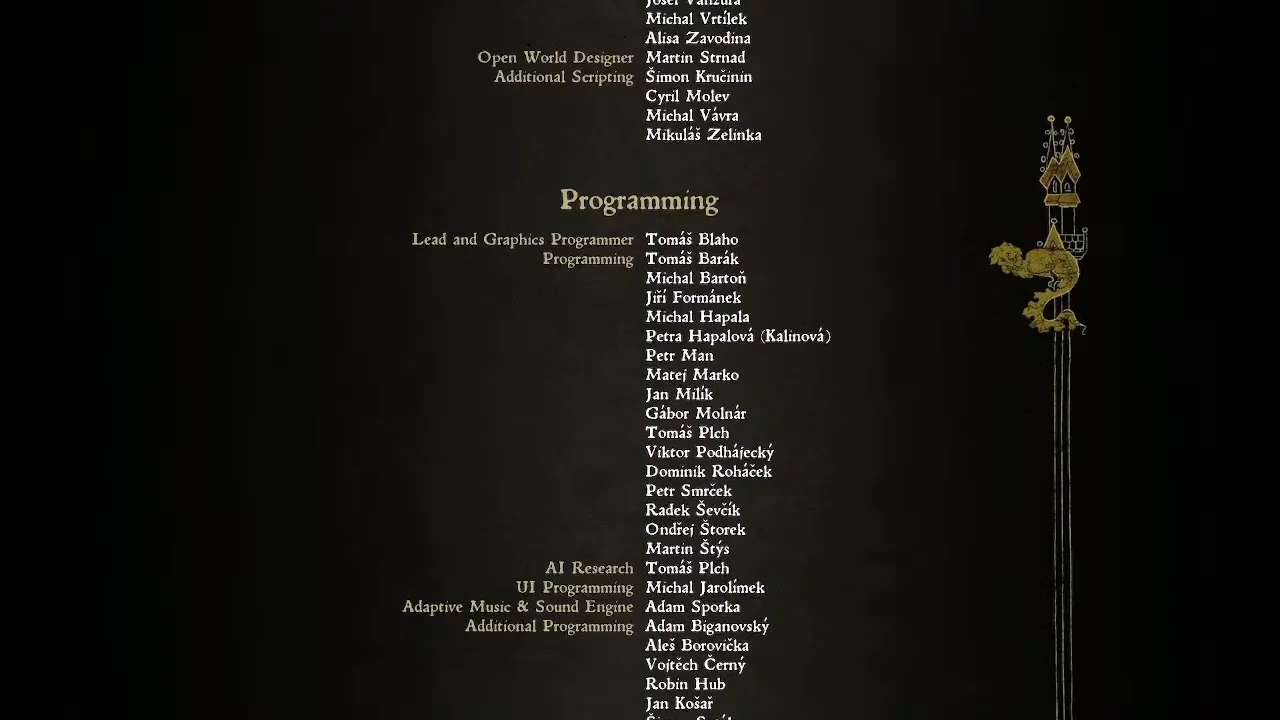 Michal Vrtílek
Alisa Zavodina
Open World Designer Martin Strnad
Additional Scripting Šimon Kručinin
Cyril Molev
Michal Vávra
Mikuláš Zelinka
Programming
Lead and Graphics Programmer Tomáš Blaho
Programming Tomáš Barák
Michal Bartoň
Jiří Formánek
Michal Hapala
Petra Hapalová (Kalinová)
Petr Man
Matej Marko
Jan Milík
Gábor Molnár
Tomáš Plch
Viktor Podhájecký
Dominik Roháček
Petr Smrček
Radek Ševčík
Ondřej Štorek
Martin Štýs
AI Research Tomáš Plch
UI Programming Michal Jarolímek
Adaptive Music & Sound Engine Adam Sporka
Additional Programming Adam Biganovský
Aleš Borovička
Vojtěch Černý
Robin Hub
Jan Košař